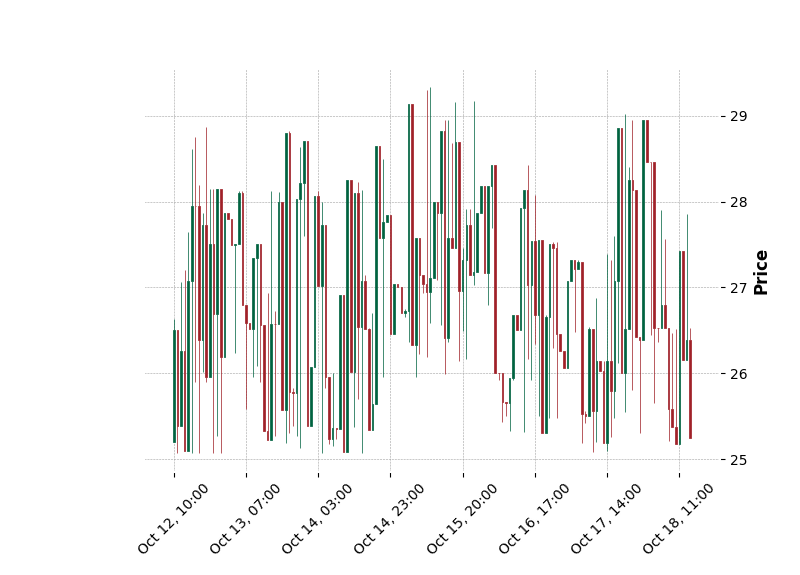 29
28
27
26
25
Price
Oct 12, 10:00
Oct 13, 07:00
Oct 14, 03:00
Oct 14, 23:00
Oct 15, 20:00
Oct 16, 17:00
Oct 17, 14:00
Oct 18, 11:00